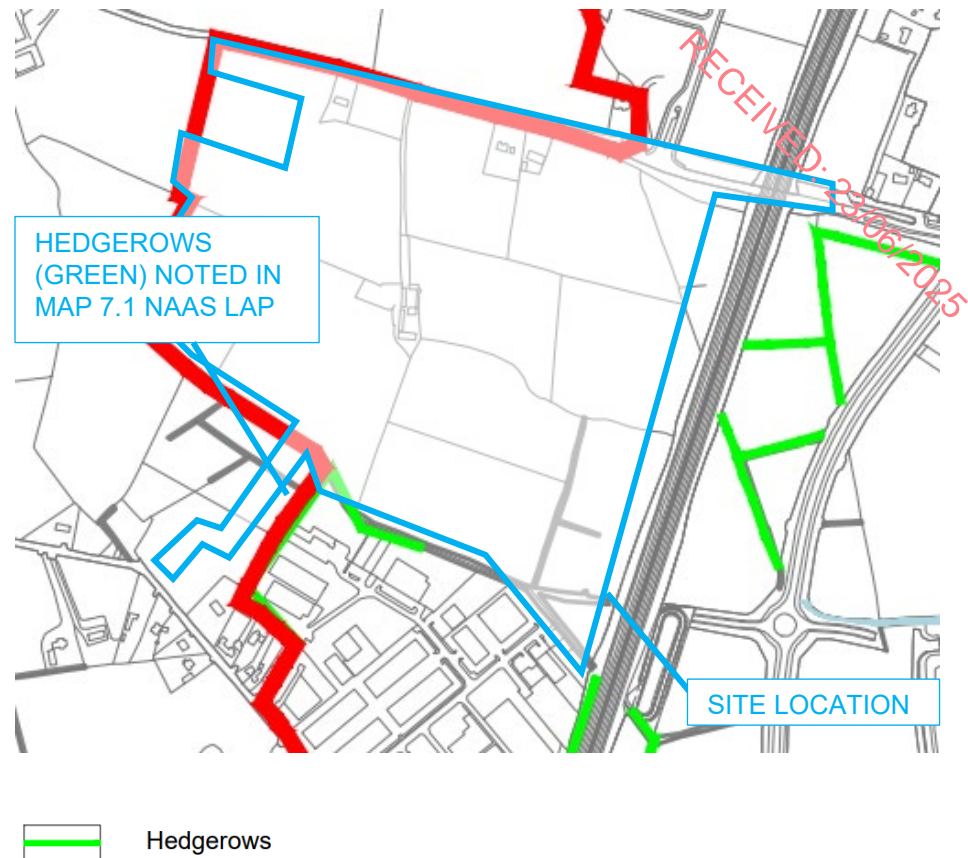 RECEIVED: 23/06/2025
HEDGEROWS
(GREEN) NOTED IN
MAP 7.1 NAAS LAP
SITE LOCATION
Hedgerows